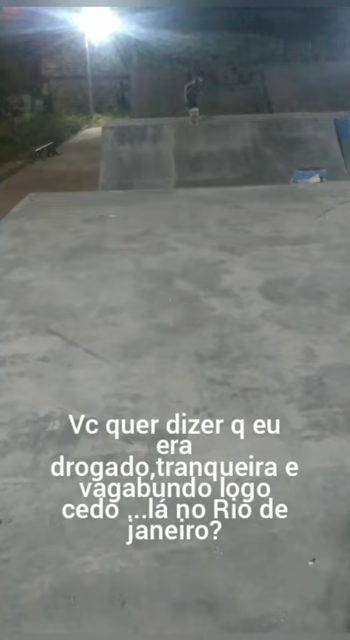 Vc quer dizer q eu
era
drogado,tranqueira e
vagabundo logo
cedo ...lá no Rio de
janeiro?